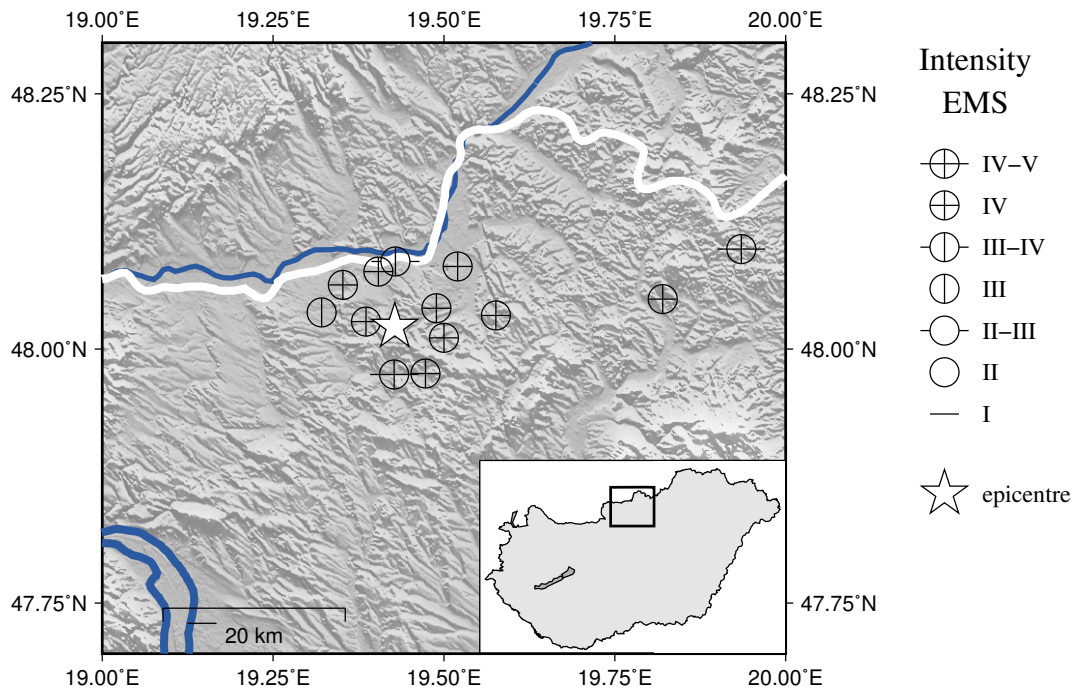 19.00˚E 19.25˚E 19.50˚E 19.75˚E 20.00˚E
48.25˚N 48.25˚N
48.00˚N 48.00˚N
47.75˚N 47.75˚N
20 km
19.00˚E 19.25˚E 19.50˚E 19.75˚E 20.00˚E
Intensity
EMS
IV−V
IV
III−IV
III
II−III
II
I
epicentre